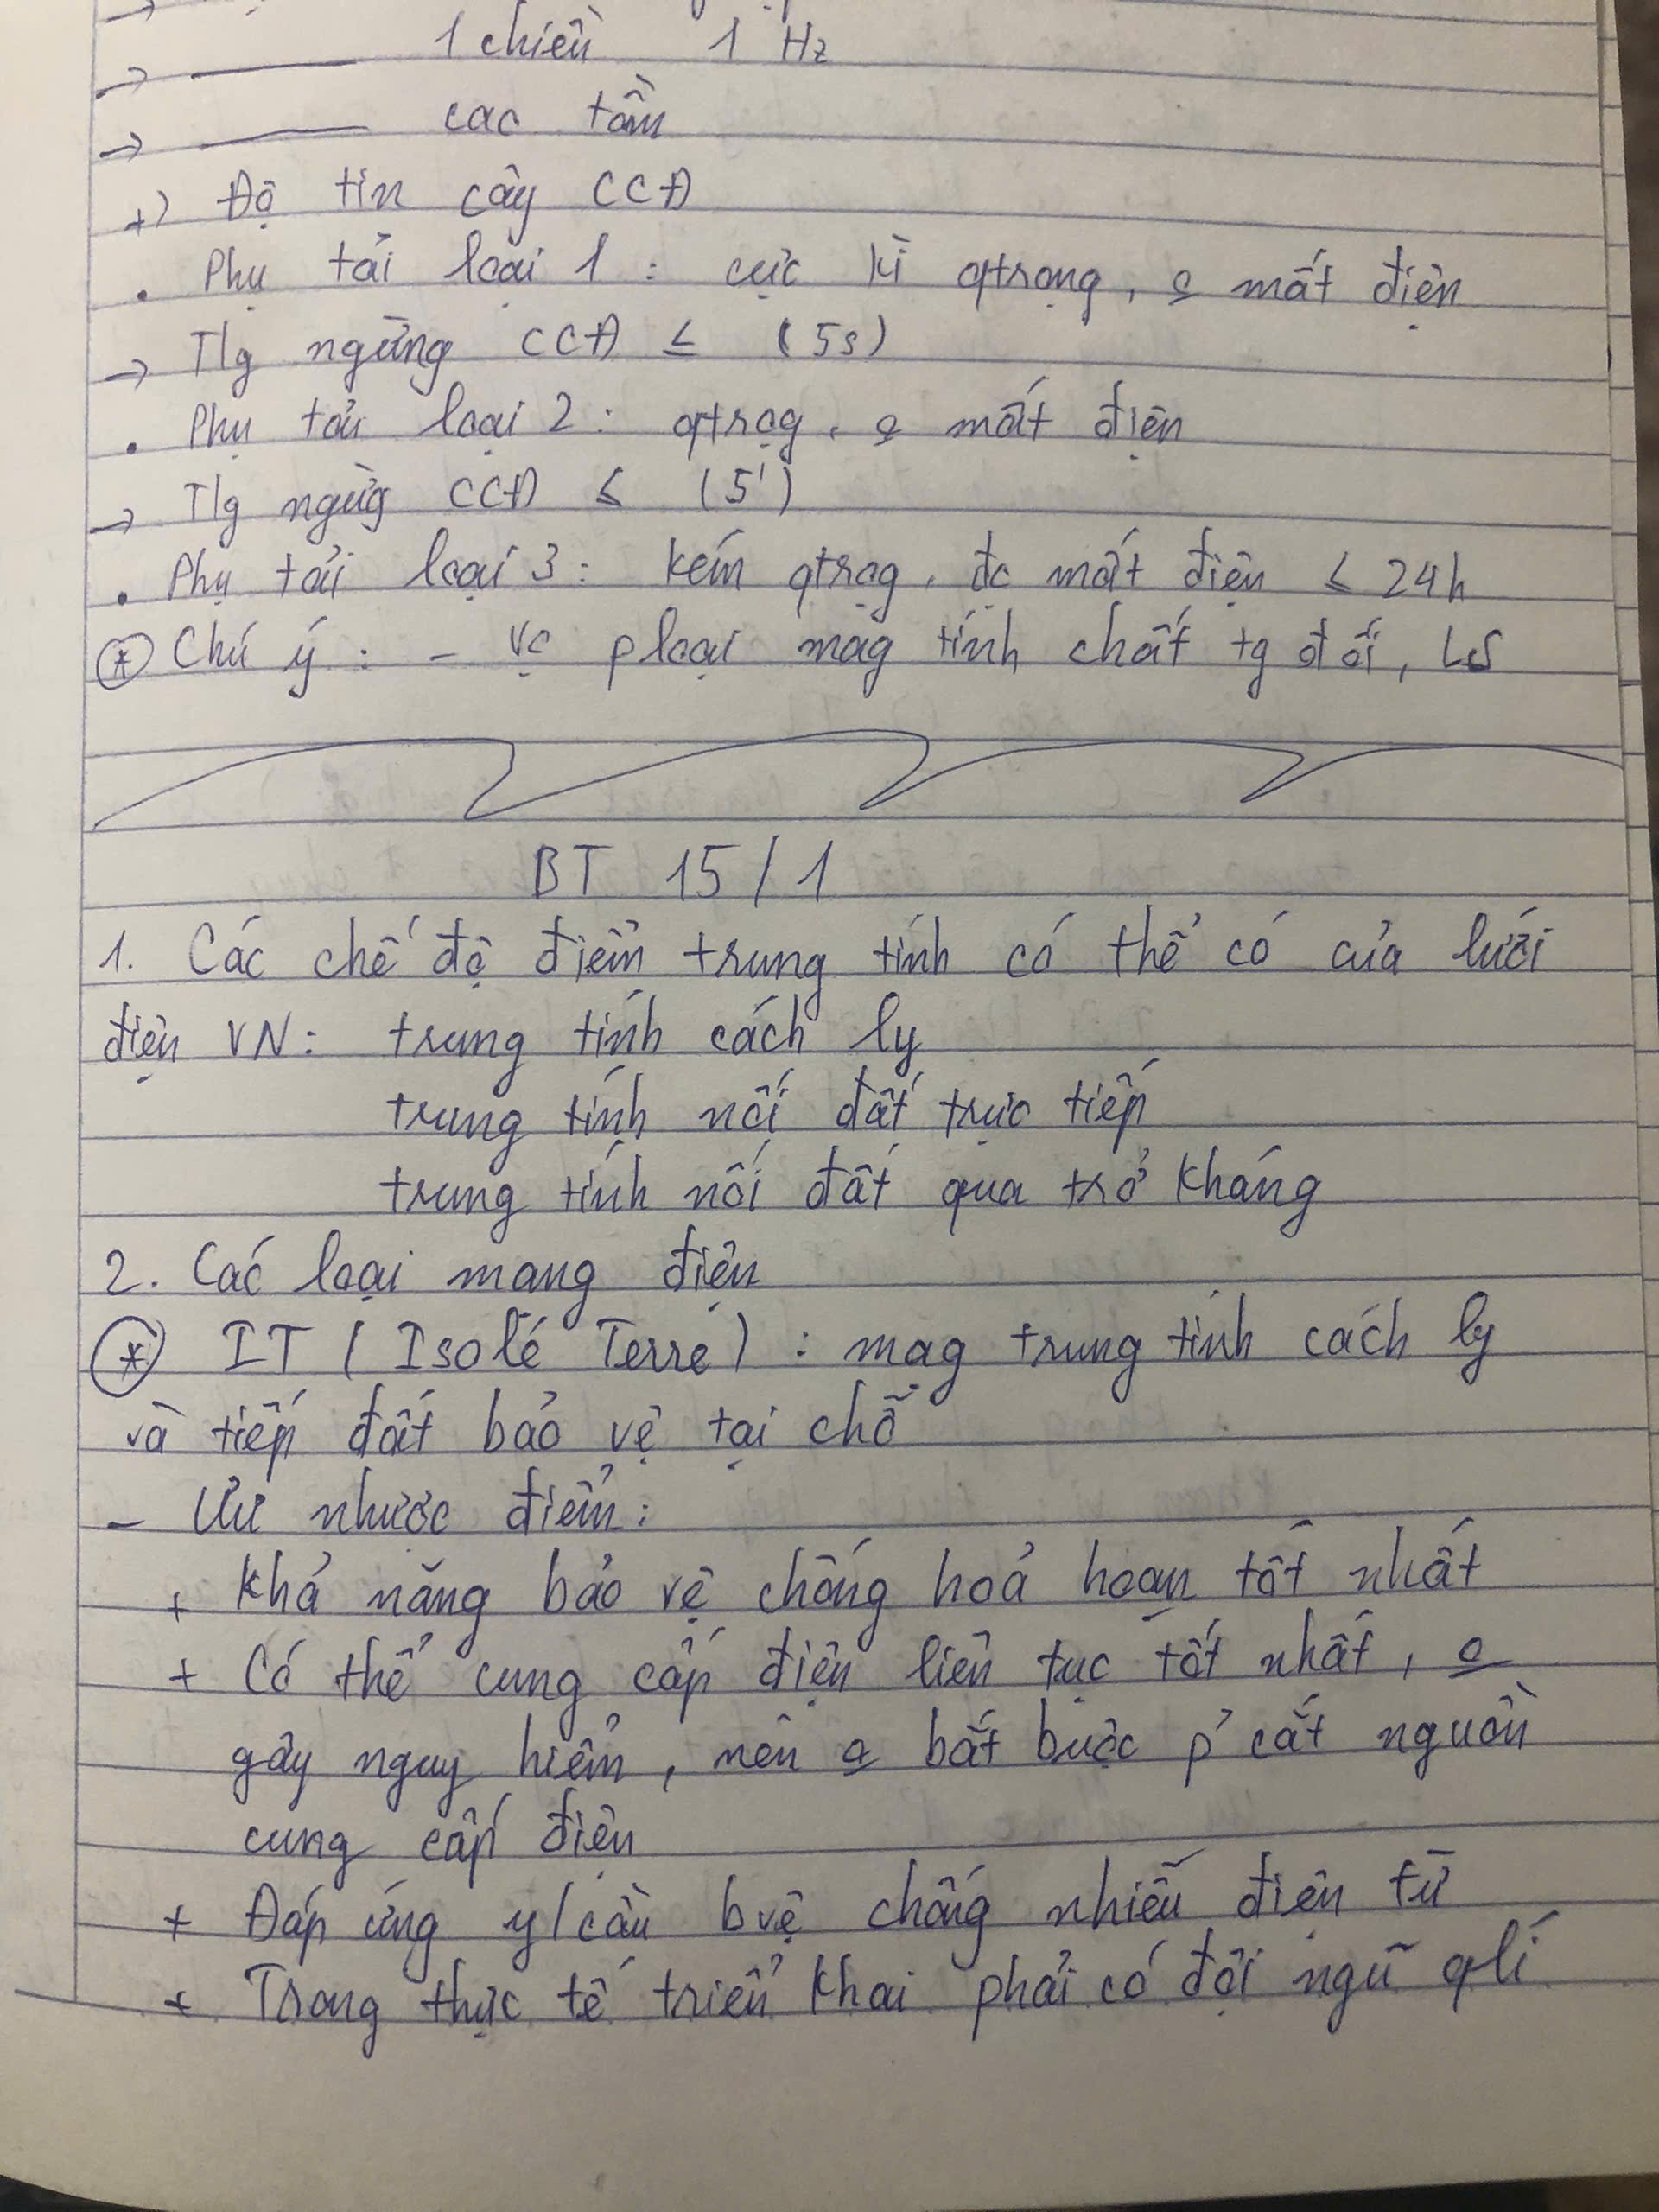 → ——— 1 chiều 1 Hz
→ ——— cao tần
+) Độ tin cậy CCĐ
. Phụ tải loại 1 : cực kì qtrọng, ko mất điện
→ T/g ngừng CCĐ ≤ (5s)
. Phụ tải loại 2 : qtrọg, ko mất điện
→ T/g ngừg CCĐ ≤ (5')
. Phụ tải loại 3 : kém qtrọg, đc mất điện ≤ 24h
* Chú ý : - Vc ploại mag tính chất tg đối, LS
BT 15/1
1. Các chế độ điểm trung tính có thể có của lưới
điện VN : trung tính cách ly
trung tính nối đất trực tiếp
trung tính nối đất qua trở kháng
2. Các loại mạng điện
* IT ( Isolé Terre ) : mạg trung tính cách ly
và tiếp đất bảo vệ tại chỗ
- Ưu nhược điểm :
+ Khả năng bảo vệ chống hoả hoạn tốt nhất
+ Có thể cung cấp điện liên tục tốt nhất, ko
gây nguy hiểm, nên ko bắt buộc p' cắt nguồn
cung cấp điện
+ Đáp ứng y/cầu bvệ chống nhiễu điện từ
+ Trong thực tế triển khai phải có đội ngũ qlí